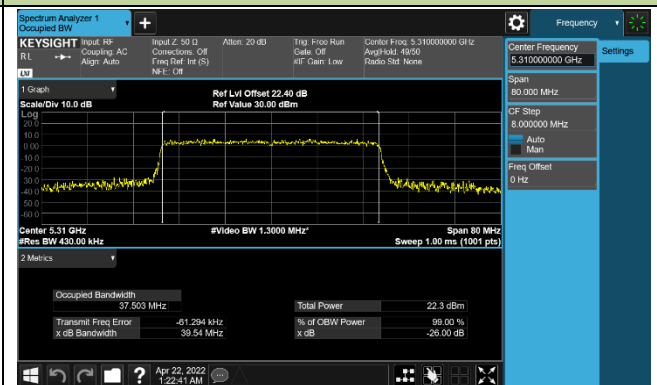 Spectrum Analyzer 1
Occupied BW
+
Frequency
KEYSIGHT
RL
LXI
Input: RF
Coupling: AC
Align: Auto
Input Z: 50 Ω
Corrections: Off
Freq Ref: Int (S)
NFE: Off
Atten: 20 dB
Trig: Free Run
Gate: Off
#IF Gain: Low
Center Freq: 5.310000000 GHz
Avg|Hold: 49/50
Radio Std: None
Center Frequency
5.310000000 GHz
Settings
Span
80.000 MHz
CF Step
8.000000 MHz
Auto
Man
Freq Offset
0 Hz
1 Graph
Scale/Div 10.0 dB
Ref Lvl Offset 22.40 dB
Ref Value 30.00 dBm
Log
20.0
10.0
0.00
-10.0
-20.0
-30.0
-40.0
-50.0
-60.0
Center 5.31 GHz
#Res BW 430.00 kHz
#Video BW 1.3000 MHz*
Span 80 MHz
Sweep 1.00 ms (1001 pts)
2 Metrics
Occupied Bandwidth
37.503 MHz
Total Power 22.3 dBm
Transmit Freq Error -61.294 kHz
% of OBW Power 99.00 %
x dB Bandwidth 39.54 MHz
x dB -26.00 dB
?
Apr 22, 2022
1:22:41 AM